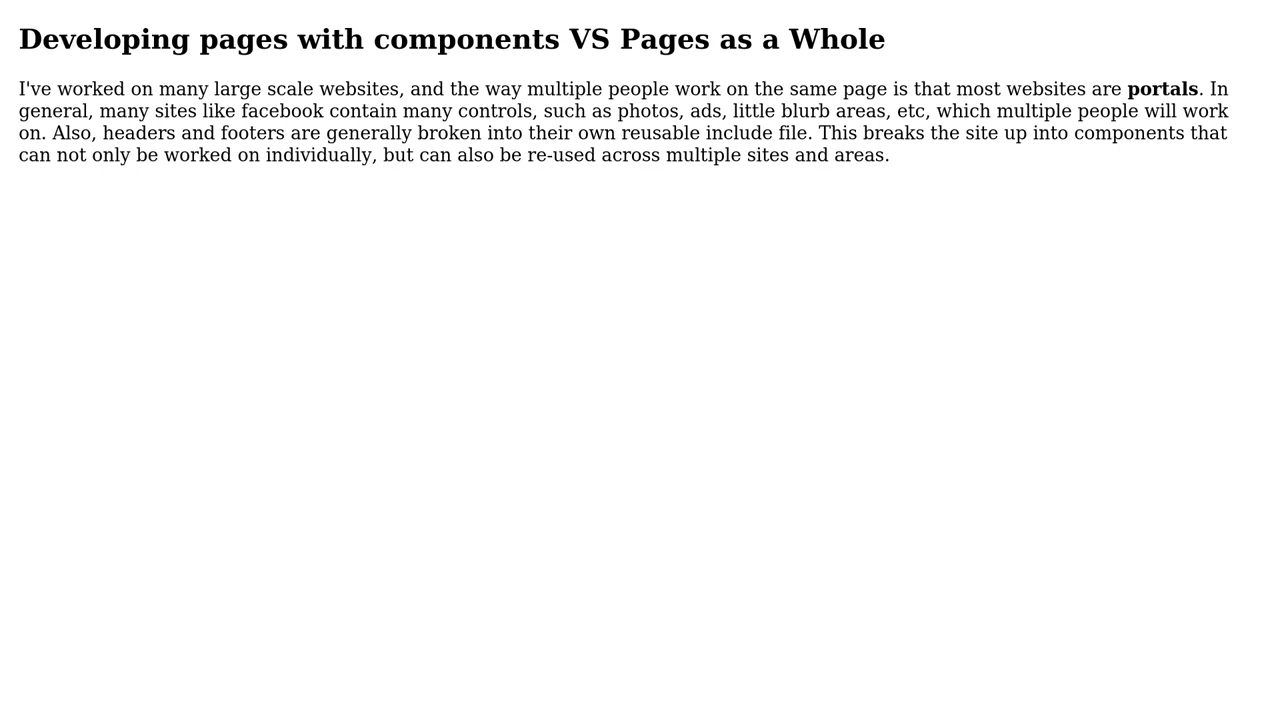 Developing pages with components VS Pages as a Whole
I've worked on many large scale websites, and the way multiple people work on the same page is that most websites are portals. In
general, many sites like facebook contain many controls, such as photos, ads, little blurb areas, etc, which multiple people will work
on. Also, headers and footers are generally broken into their own reusable include file. This breaks the site up into components that
can not only be worked on individually, but can also be re-used across multiple sites and areas.